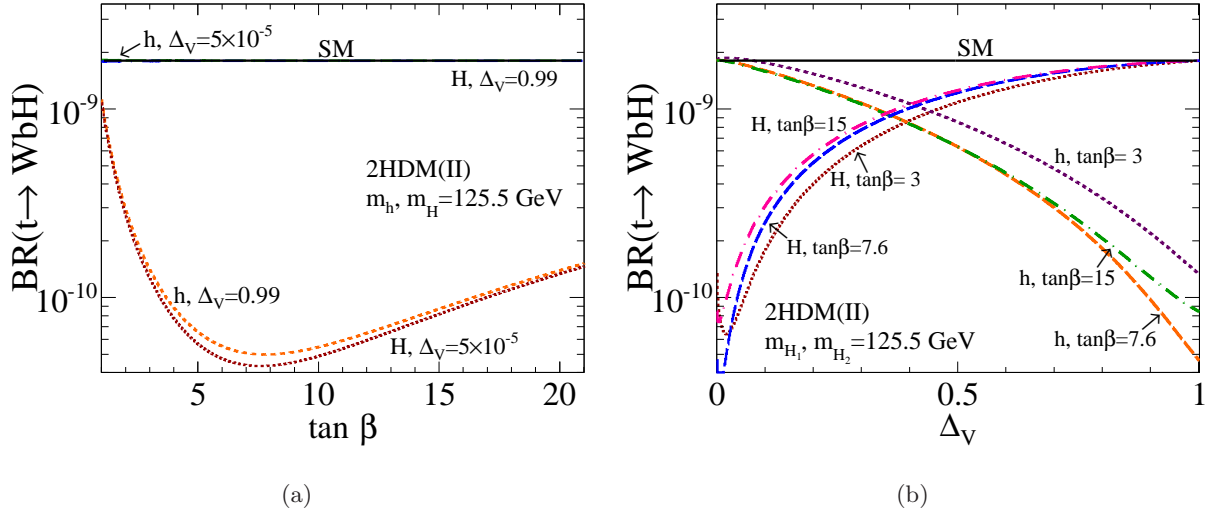 BR(t→ WbH)
10⁻⁹
10⁻¹⁰
h, Δ_V=5×10⁻⁵
SM
H, Δ_V=0.99
2HDM(II)
m_h, m_H=125.5 GeV
h, Δ_V=0.99
H, Δ_V=5×10⁻⁵
5 10 15 20
tan β
(a)
BR(t→ WbH)
10⁻⁹
10⁻¹⁰
SM
H, tanβ=15
h, tanβ= 3
H, tanβ= 3
H, tanβ=7.6
h, tanβ=15
2HDM(II)
m_H₁, m_H₂=125.5 GeV
h, tanβ=7.6
0 0.5 1
Δ_V
(b)